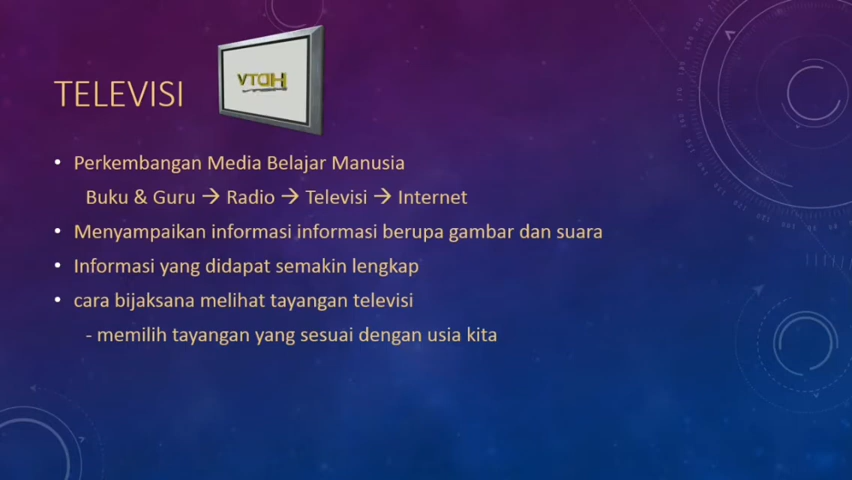 TELEVISI
HDTV
• Perkembangan Media Belajar Manusia
Buku & Guru → Radio → Televisi → Internet
• Menyampaikan informasi informasi berupa gambar dan suara
• Informasi yang didapat semakin lengkap
• cara bijaksana melihat tayangan televisi
- memilih tayangan yang sesuai dengan usia kita